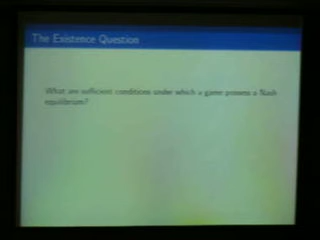 The Existence Question
What are sufficient conditions under which a game possess a Nash
equilibrium?